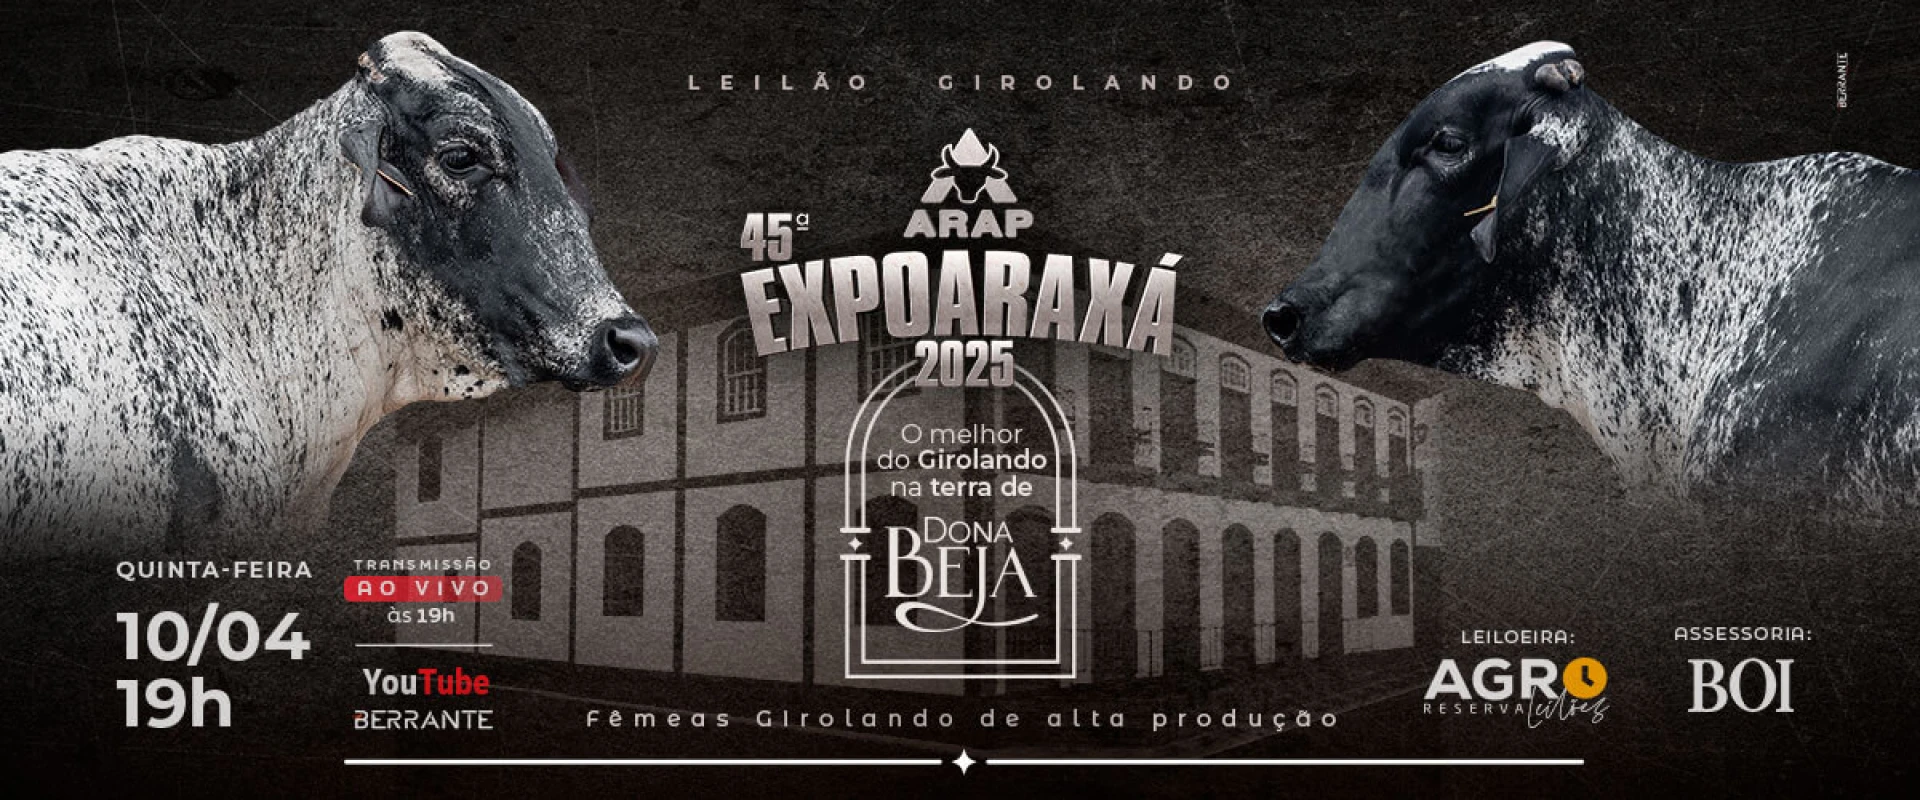 LEILÃO GIROLANDO
BERRANTE
ARAP
45ª
EXPOARAXÁ
2025
O melhor
do Girolando
na terra de
DONA
BEJA
QUINTA-FEIRA
10/04
19h
TRANSMISSÃO
AO VIVO
às 19h
YouTube
BERRANTE
Fêmeas Girolando de alta produção
LEILOEIRA:
AGRO
RESERVA Leilões
ASSESSORIA:
BOI